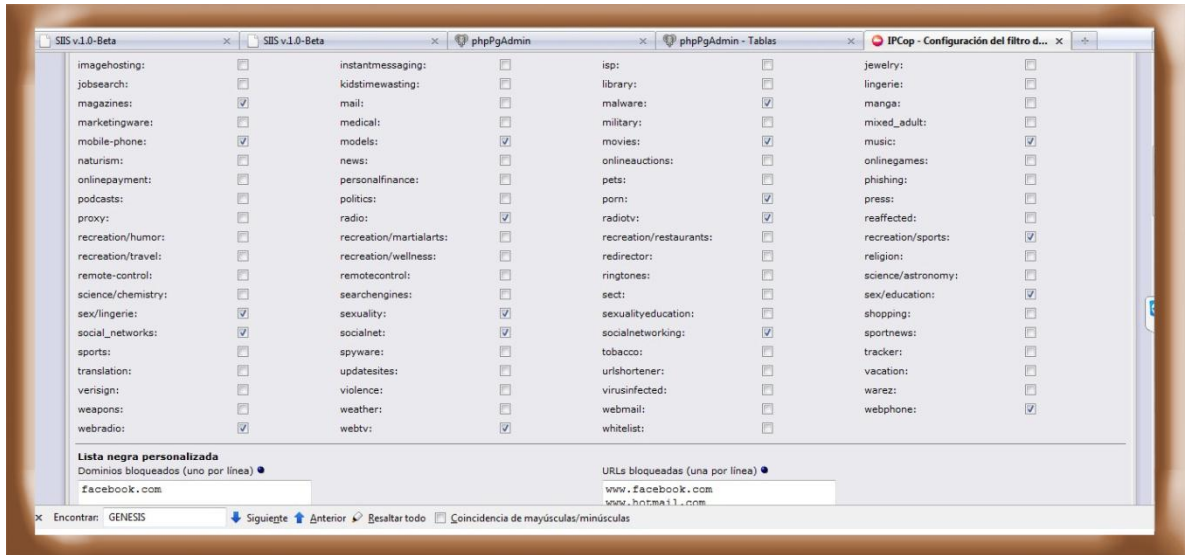 SIIS v.1.0-Beta SIIS v.1.0-Beta phpPgAdmin phpPgAdmin - Tablas IPCop - Configuración del filtro d...
imagehosting: instantmessaging: isp: jewelry:
jobsearch: kidstimewasting: library: lingerie:
magazines: mail: malware: manga:
marketingware: medical: military: mixed_adult:
mobile-phone: models: movies: music:
naturism: news: onlineauctions: onlinegames:
onlinepayment: personalfinance: pets: phishing:
podcasts: politics: porn: press:
proxy: radio: radiotv: reaffected:
recreation/humor: recreation/martialarts: recreation/restaurants: recreation/sports:
recreation/travel: recreation/wellness: redirector: religion:
remote-control: remotecontrol: ringtones: science/astronomy:
science/chemistry: searchengines: sect: sex/education:
sex/lingerie: sexuality: sexualityeducation: shopping:
social_networks: socialnet: socialnetworking: sportnews:
sports: spyware: tobacco: tracker:
translation: updatesites: urlshortener: vacation:
verisign: violence: virusinfected: warez:
weapons: weather: webmail: webphone:
webradio: webtv: whitelist:
Lista negra personalizada
Dominios bloqueados (uno por línea) URLs bloqueadas (una por línea)
facebook.com www.facebook.com
www.hotmail.com
x Encontrar: GENESIS Siguiente Anterior Resaltar todo Coincidencia de mayúsculas/minúsculas